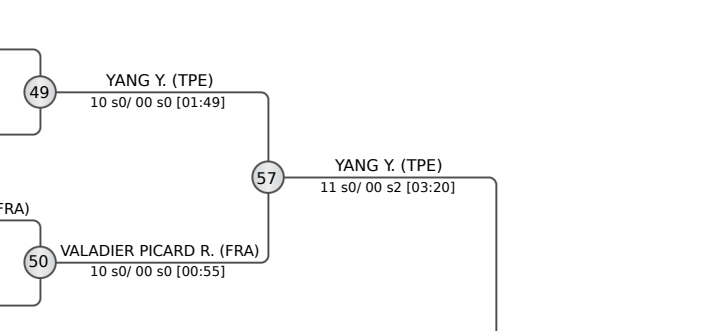 49
YANG Y. (TPE)
10 s0/ 00 s0 [01:49]
57
YANG Y. (TPE)
11 s0/ 00 s2 [03:20]
FRA)
50
VALADIER PICARD R. (FRA)
10 s0/ 00 s0 [00:55]